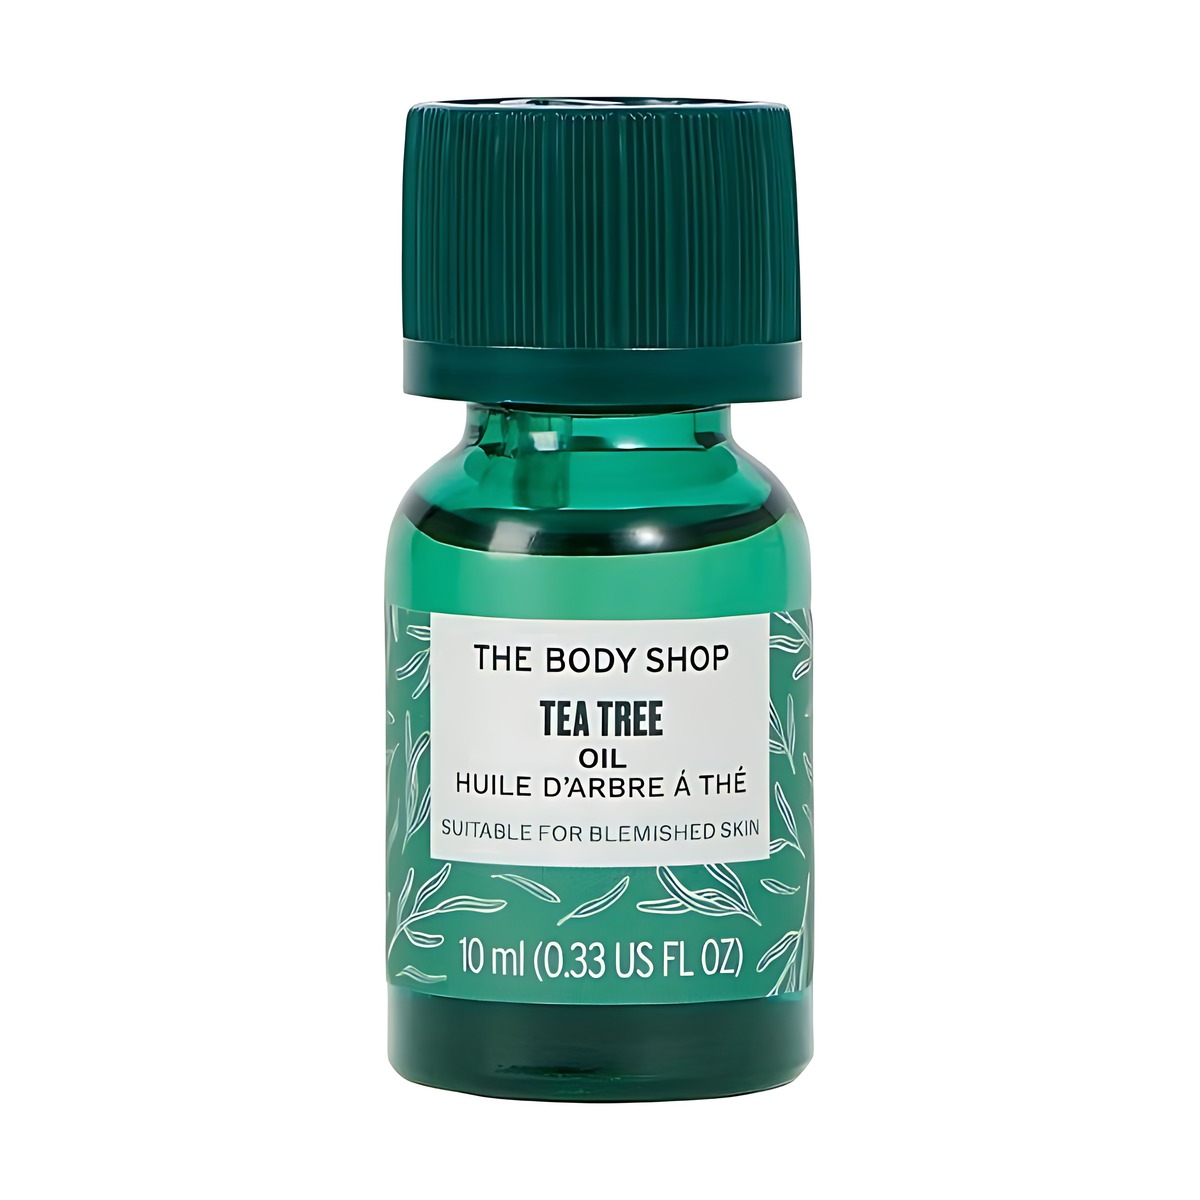 THE BODY SHOP
TEA TREE
OIL
HUILE D’ARBRE Á THÉ
SUITABLE FOR BLEMISHED SKIN
10 ml (0.33 US FL OZ)